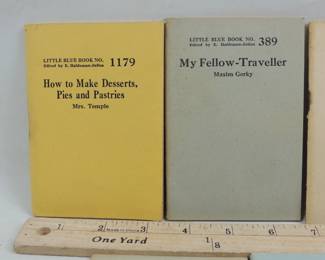 LITTLE BLUE BOOK NO. 1179
Edited by E. Haldeman-Julius
How to Make Desserts,
Pies and Pastries
Mrs. Temple
LITTLE BLUE BOOK NO. 389
Edited by E. Haldeman-Julius
My Fellow-Traveller
Maxim Gorky
1 2 3 4 5 6 7
One Yard
1/8